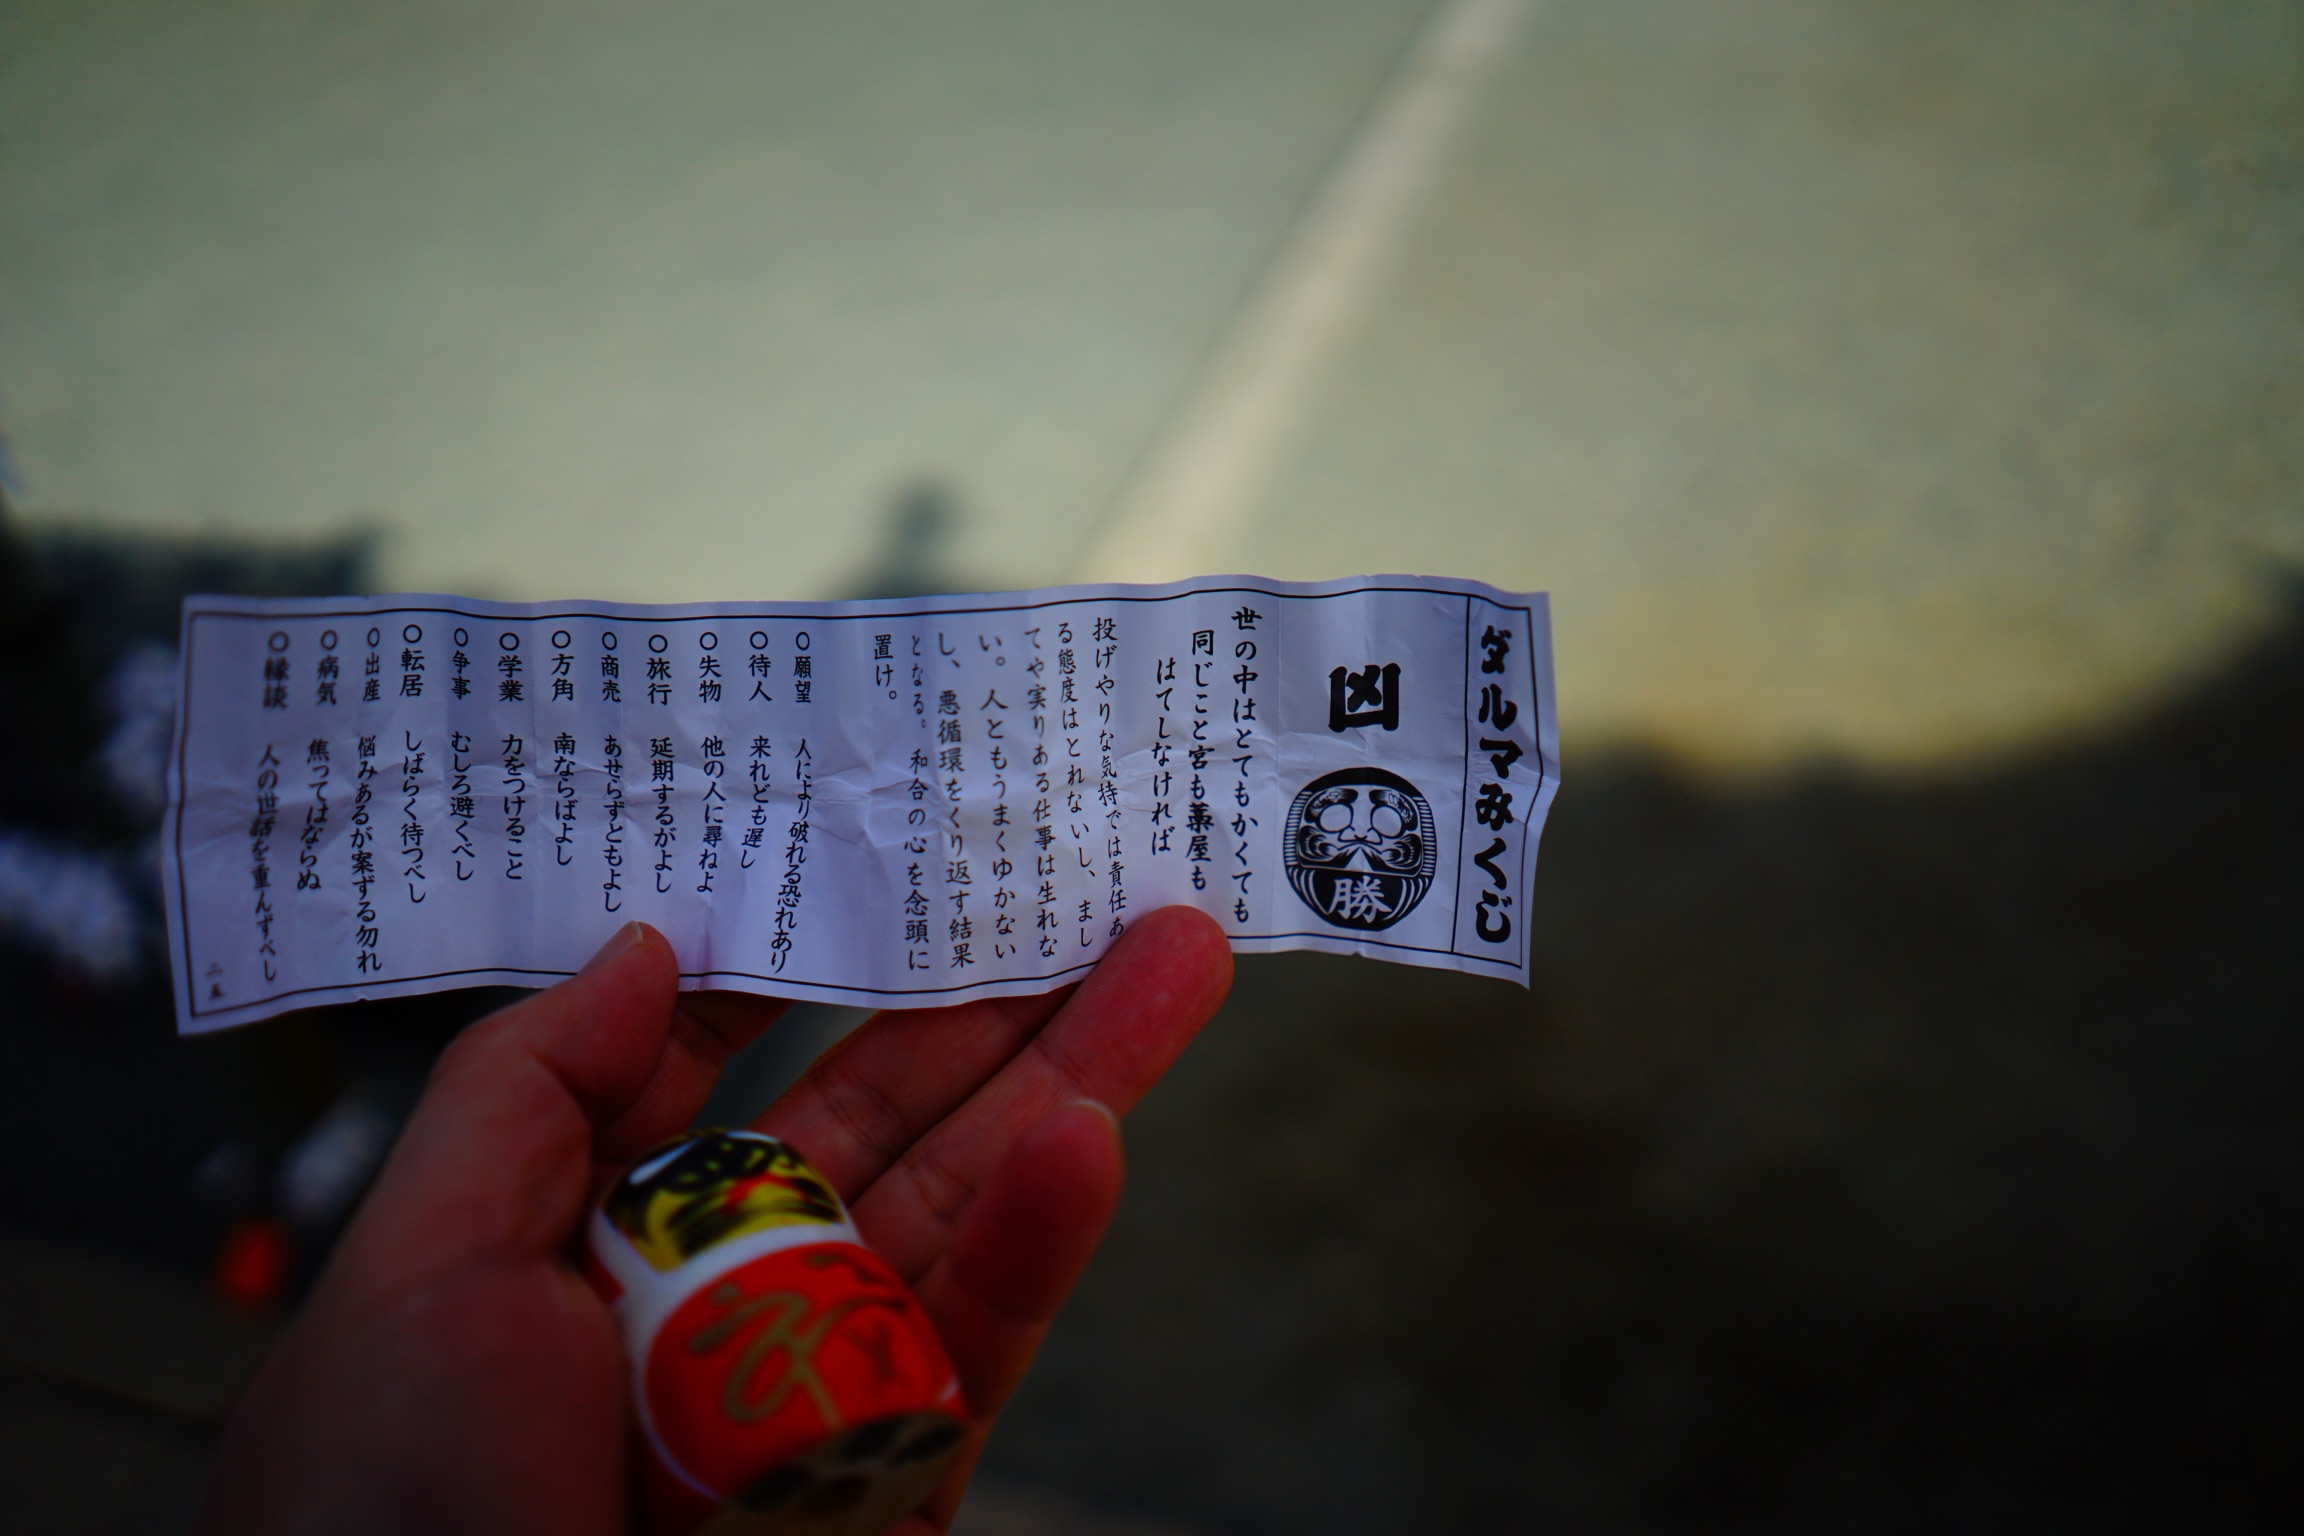 ダルマみくじ
凶
勝
世の中はとてもかくても
同じこと宮も藁屋も
はてしなければ
投げやりな気持では責任あ
る態度はとれないし、まし
てや実りある仕事は生れな
い。人ともうまくゆかない
し、悪循環をくり返す結果
となる。和合の心を念頭に
置け。
○願望 人により破れる恐れあり
○待人 来れども遅し
○失物 他の人に尋ねよ
○旅行 延期するがよし
○商売 あせらずともよし
○方角 南ならばよし
○学業 力をつけること
○争事 むしろ避くべし
○転居 しばらく待つべし
○出産 悩みあるが案ずる勿れ
○病気 焦ってはならぬ
○縁談 人の世話を重んずべし
二五